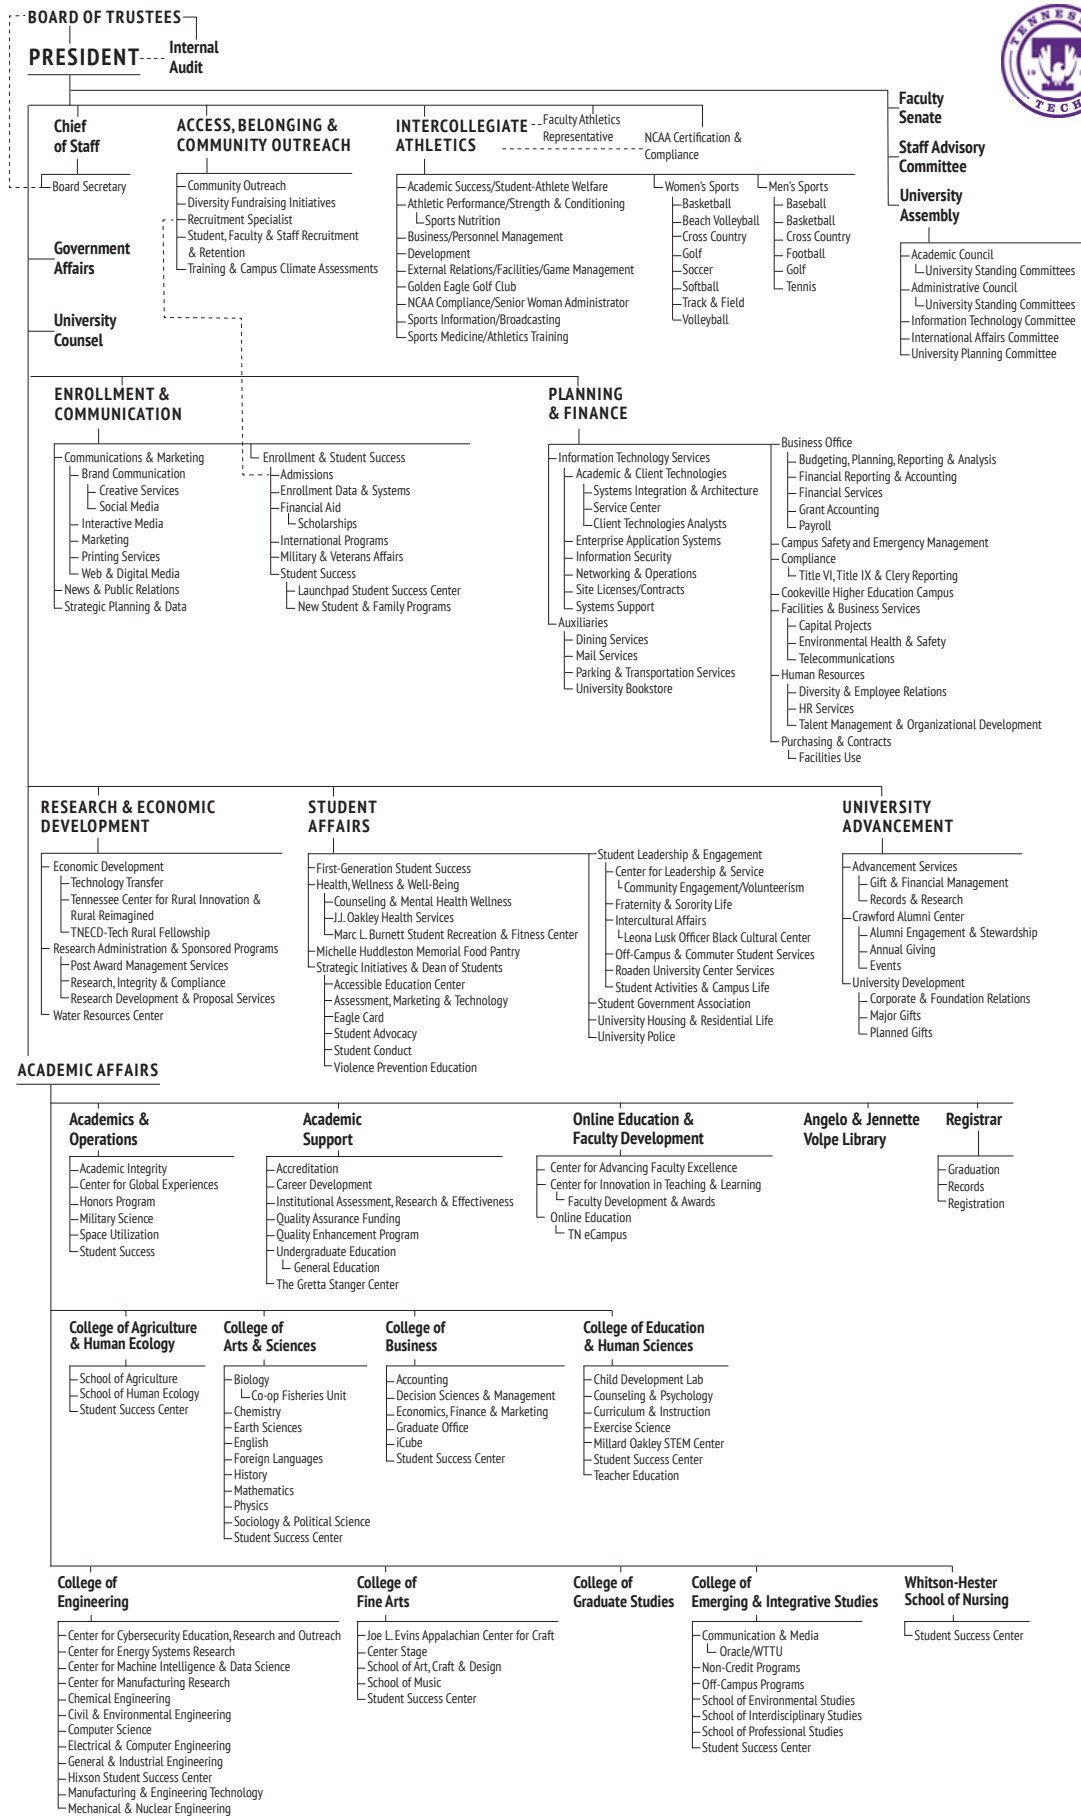 BOARD OF TRUSTEES
PRESIDENT
Internal
Audit
TENNES
TECH
Faculty
Senate
Staff Advisory
Committee
University
Assembly
Academic Council
University Standing Committees
Administrative Council
University Standing Committees
Information Technology Committee
International Affairs Committee
University Planning Committee
Chief
of Staff
Board Secretary
Government
Affairs
University
Counsel
ACCESS, BELONGING &
COMMUNITY OUTREACH
Community Outreach
Diversity Fundraising Initiatives
Recruitment Specialist
Student, Faculty & Staff Recruitment
& Retention
Training & Campus Climate Assessments
INTERCOLLEGIATE
ATHLETICS
Faculty Athletics
Representative
NCAA Certification &
Compliance
Academic Success/Student-Athlete Welfare
Athletic Performance/Strength & Conditioning
Sports Nutrition
Business/Personnel Management
Development
External Relations/Facilities/Game Management
Golden Eagle Golf Club
NCAA Compliance/Senior Woman Administrator
Sports Information/Broadcasting
Sports Medicine/Athletics Training
Women's Sports
Basketball
Beach Volleyball
Cross Country
Golf
Soccer
Softball
Track & Field
Volleyball
Men's Sports
Baseball
Basketball
Cross Country
Football
Golf
Tennis
ENROLLMENT &
COMMUNICATION
Communications & Marketing
Brand Communication
Creative Services
Social Media
Interactive Media
Marketing
Printing Services
Web & Digital Media
News & Public Relations
Strategic Planning & Data
Enrollment & Student Success
Admissions
Enrollment Data & Systems
Financial Aid
Scholarships
International Programs
Military & Veterans Affairs
Student Success
Launchpad Student Success Center
New Student & Family Programs
PLANNING
& FINANCE
Information Technology Services
Academic & Client Technologies
Systems Integration & Architecture
Service Center
Client Technologies Analysts
Enterprise Application Systems
Information Security
Networking & Operations
Site Licenses/Contracts
Systems Support
Auxiliaries
Dining Services
Mail Services
Parking & Transportation Services
University Bookstore
Business Office
Budgeting, Planning, Reporting & Analysis
Financial Reporting & Accounting
Financial Services
Grant Accounting
Payroll
Campus Safety and Emergency Management
Compliance
Title VI, Title IX & Clery Reporting
Cookeville Higher Education Campus
Facilities & Business Services
Capital Projects
Environmental Health & Safety
Telecommunications
Human Resources
Diversity & Employee Relations
HR Services
Talent Management & Organizational Development
Purchasing & Contracts
Facilities Use
RESEARCH & ECONOMIC
DEVELOPMENT
Economic Development
Technology Transfer
Tennessee Center for Rural Innovation &
Rural Reimagined
TNECD-Tech Rural Fellowship
Research Administration & Sponsored Programs
Post Award Management Services
Research, Integrity & Compliance
Research Development & Proposal Services
Water Resources Center
STUDENT
AFFAIRS
First-Generation Student Success
Health, Wellness & Well-Being
Counseling & Mental Health Wellness
J.J. Oakley Health Services
Marc L. Burnett Student Recreation & Fitness Center
Michelle Huddleston Memorial Food Pantry
Strategic Initiatives & Dean of Students
Accessible Education Center
Assessment, Marketing & Technology
Eagle Card
Student Advocacy
Student Conduct
Violence Prevention Education
Student Leadership & Engagement
Center for Leadership & Service
Community Engagement/Volunteerism
Fraternity & Sorority Life
Intercultural Affairs
Leona Lusk Officer Black Cultural Center
Off-Campus & Commuter Student Services
Roaden University Center Services
Student Activities & Campus Life
Student Government Association
University Housing & Residential Life
University Police
UNIVERSITY
ADVANCEMENT
Advancement Services
Gift & Financial Management
Records & Research
Crawford Alumni Center
Alumni Engagement & Stewardship
Annual Giving
Events
University Development
Corporate & Foundation Relations
Major Gifts
Planned Gifts
ACADEMIC AFFAIRS
Academics &
Operations
Academic Integrity
Center for Global Experiences
Honors Program
Military Science
Space Utilization
Student Success
Academic
Support
Accreditation
Career Development
Institutional Assessment, Research & Effectiveness
Quality Assurance Funding
Quality Enhancement Program
Undergraduate Education
General Education
The Gretta Stanger Center
Online Education &
Faculty Development
Center for Advancing Faculty Excellence
Center for Innovation in Teaching & Learning
Faculty Development & Awards
Online Education
TN eCampus
Angelo & Jennette
Volpe Library
Registrar
Graduation
Records
Registration
College of Agriculture
& Human Ecology
School of Agriculture
School of Human Ecology
Student Success Center
College of
Arts & Sciences
Biology
Co-op Fisheries Unit
Chemistry
Earth Sciences
English
Foreign Languages
History
Mathematics
Physics
Sociology & Political Science
Student Success Center
College of
Business
Accounting
Decision Sciences & Management
Economics, Finance & Marketing
Graduate Office
iCube
Student Success Center
College of Education
& Human Sciences
Child Development Lab
Counseling & Psychology
Curriculum & Instruction
Exercise Science
Millard Oakley STEM Center
Student Success Center
Teacher Education
College of
Engineering
Center for Cybersecurity Education, Research and Outreach
Center for Energy Systems Research
Center for Machine Intelligence & Data Science
Center for Manufacturing Research
Chemical Engineering
Civil & Environmental Engineering
Computer Science
Electrical & Computer Engineering
General & Industrial Engineering
Hixson Student Success Center
Manufacturing & Engineering Technology
Mechanical & Nuclear Engineering
College of
Fine Arts
Joe L. Evins Appalachian Center for Craft
Center Stage
School of Art, Craft & Design
School of Music
Student Success Center
College of
Graduate Studies
College of
Emerging & Integrative Studies
Communication & Media
Oracle/WTTU
Non-Credit Programs
Off-Campus Programs
School of Environmental Studies
School of Interdisciplinary Studies
School of Professional Studies
Student Success Center
Whitson-Hester
School of Nursing
Student Success Center